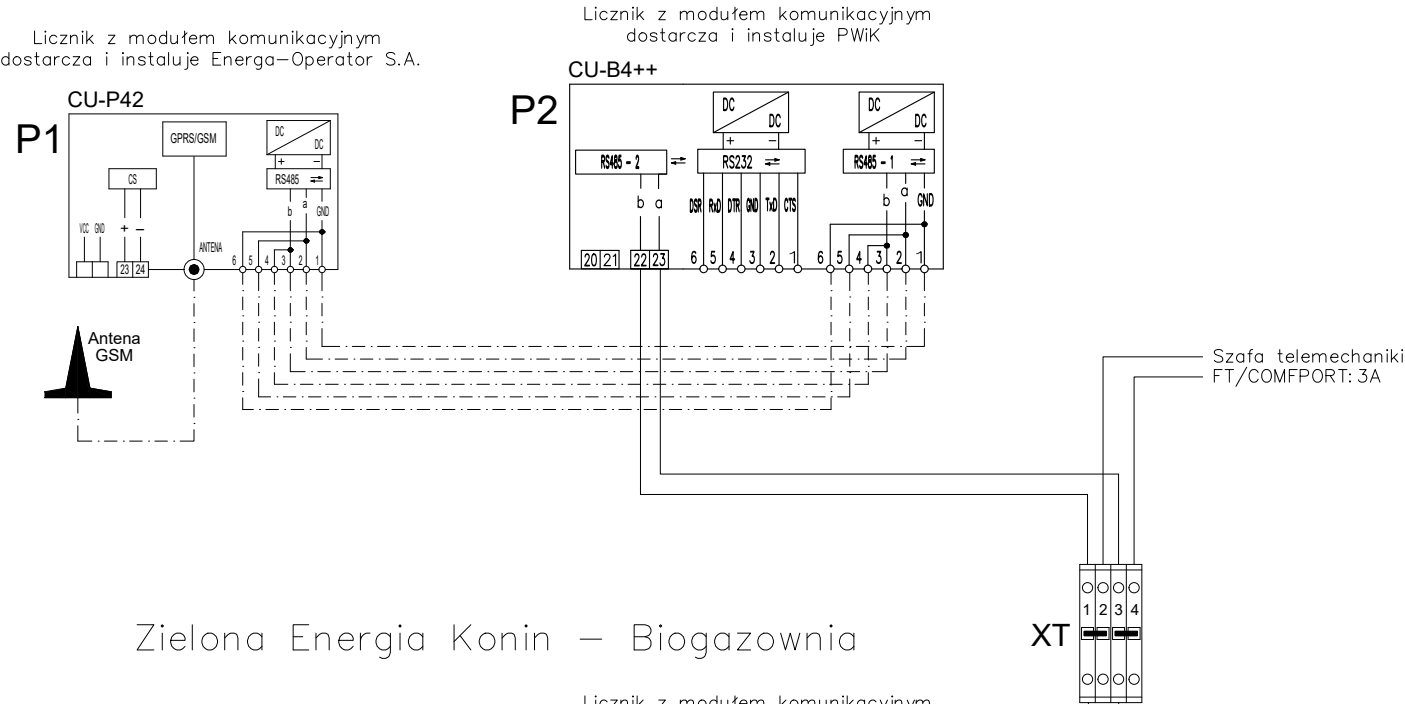 Licznik z modułem komunikacyjnym
dostarcza i instaluje Energa-Operator S.A.
Licznik z modułem komunikacyjnym
dostarcza i instaluje PWiK
CU-P42
P1
GPRS/GSM
DC
DC
+ −
CS
RS485 ⇄
b a GND
VCC GND + −
ANTENA
23 24
6 5 4 3 2 1
CU-B4++
P2
DC
DC
DC
DC
+ −
+ −
RS485 - 2 ⇄
RS232 ⇄
RS485 - 1 ⇄
b a
DSR RxD DTR GND TxD CTS
b a GND
20 21 22 23
6 5 4 3 2 1
6 5 4 3 2 1
Antena
GSM
Szafa telemechaniki
FT/COMFPORT: 3A
1 2 3 4
XT
Zielona Energia Konin – Biogazownia
Licznik z modułem komunikacyjnym